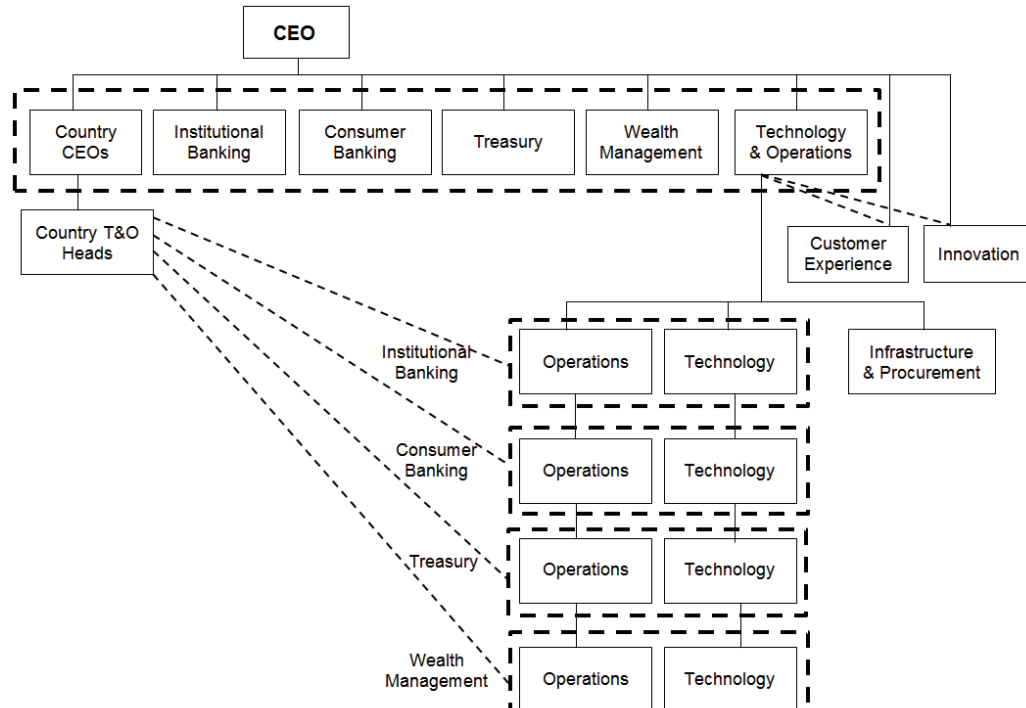 CEO
Country
CEOs
Institutional
Banking
Consumer
Banking
Treasury
Wealth
Management
Technology
& Operations
Country T&O
Heads
Customer
Experience
Innovation
Institutional
Banking
Operations
Technology
Infrastructure
& Procurement
Consumer
Banking
Operations
Technology
Treasury
Operations
Technology
Wealth
Management
Operations
Technology